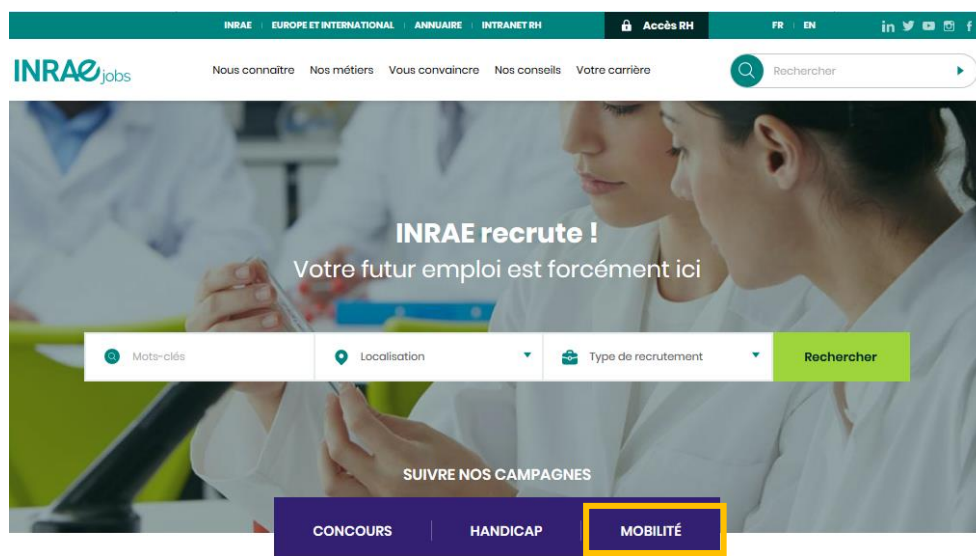 INRAE EUROPE ET INTERNATIONAL ANNUAIRE INTRANET RH Accès RH FR EN
INRAE jobs Nous connaître Nos métiers Vous convaincre Nos conseils Votre carrière Rechercher
INRAE recrute !
Votre futur emploi est forcément ici
Mots-clés Localisation Type de recrutement Rechercher
SUIVRE NOS CAMPAGNES
CONCOURS HANDICAP MOBILITÉ